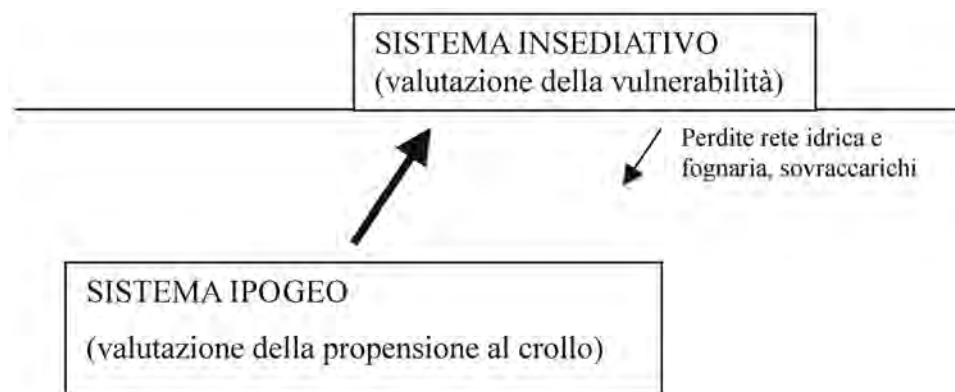 SISTEMA INSEDIATIVO
(valutazione della vulnerabilità)
Perdite rete idrica e
fognaria, sovraccarichi
SISTEMA IPOGEO
(valutazione della propensione al crollo)